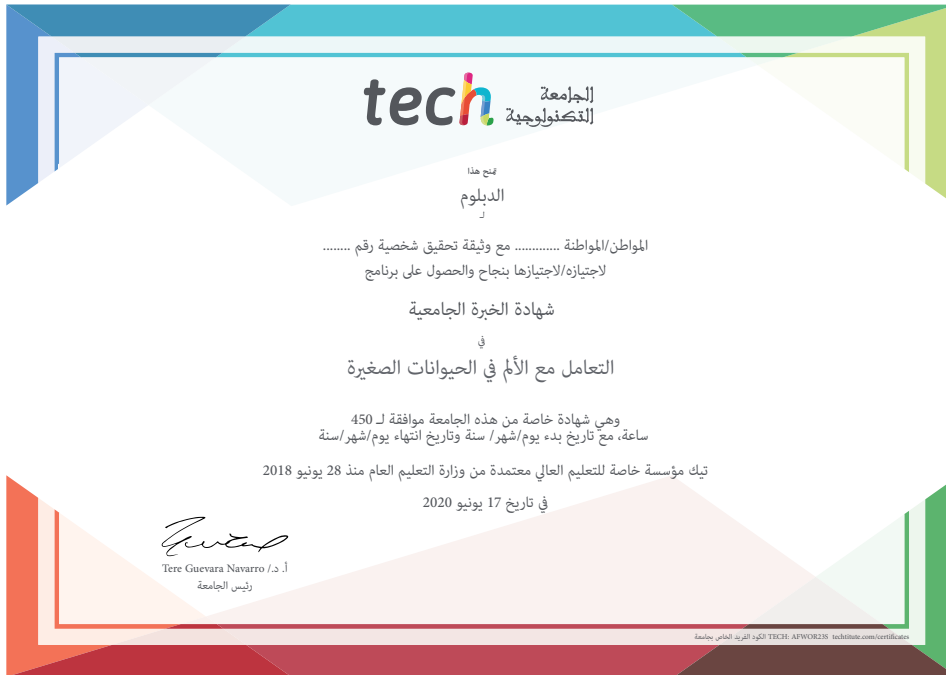 tech الجامعة
التكنولوجية
يمنح هذا
الدبلوم
لـ
المواطن/المواطنة ............ مع وثيقة تحقيق شخصية رقم ........
لاجتيازه/لاجتيازها بنجاح والحصول على برنامج
شهادة الخبرة الجامعية
في
التعامل مع الألم في الحيوانات الصغيرة
وهي شهادة خاصة من هذه الجامعة موافقة لـ 450
ساعة، مع تاريخ بدء يوم/شهر/ سنة وتاريخ انتهاء يوم/شهر/سنة
تيك مؤسسة خاصة للتعليم العالي معتمدة من وزارة التعليم العام منذ 28 يونيو 2018
في تاريخ 17 يونيو 2020
أ. د./ Tere Guevara Navarro
رئيس الجامعة
الكود الفريد الخاص بجامعة TECH: AFWOR23S techtitute.com/certificates